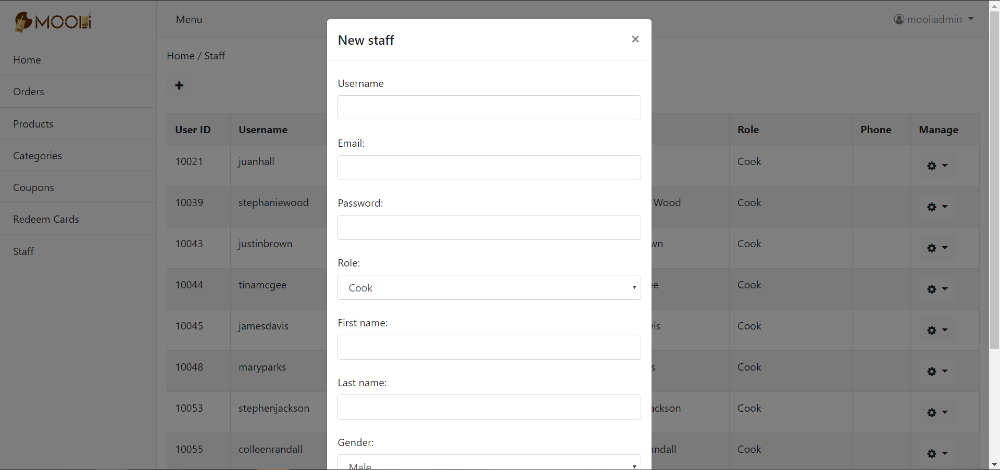 MOOLi
Home
Orders
Products
Categories
Coupons
Redeem Cards
Staff
Menu
mooliadmin
Home / Staff
User ID Username Role Phone Manage
10021 juanhall Cook
10039 stephaniewood Wood Cook
10043 justinbrown wn Cook
10044 tinamcgee ee Cook
10045 jamesdavis vis Cook
10048 maryparks s Cook
10053 stephenjackson ackson Cook
10055 colleenrandall andall Cook
New staff
×
Username
Email:
Password:
Role:
Cook
First name:
Last name:
Gender:
Male